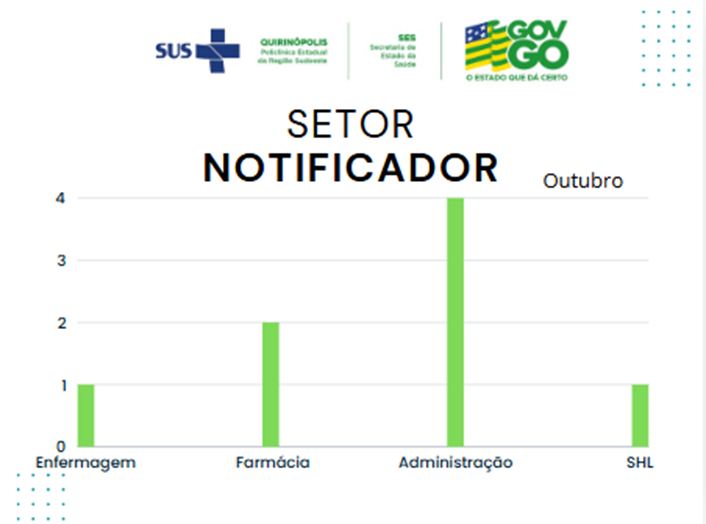 SUS
QUIRINÓPOLIS
Policlínica Estadual
da Região Sudoeste
SES
Secretaria de
Estado da
Saúde
GOV
GO
O ESTADO QUE DÁ CERTO
SETOR
NOTIFICADOR
Outubro
4
3
2
1
0
Enfermagem
Farmácia
Administração
SHL